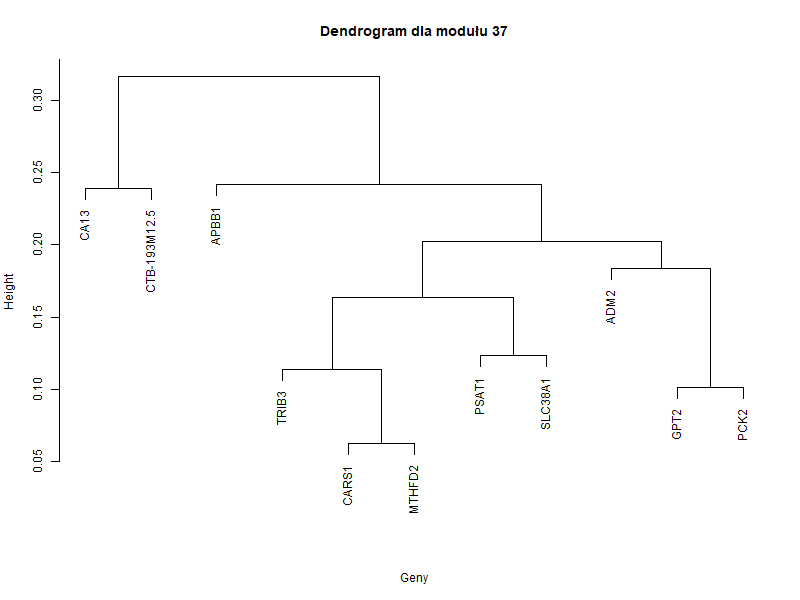 Dendrogram dla modułu 37
Height
0.30
0.25
0.20
0.15
0.10
0.05
CA13
CTB-193M12.5
APBB1
TRIB3
CARS1
MTHFD2
PSAT1
SLC38A1
ADM2
GPT2
PCK2
Geny